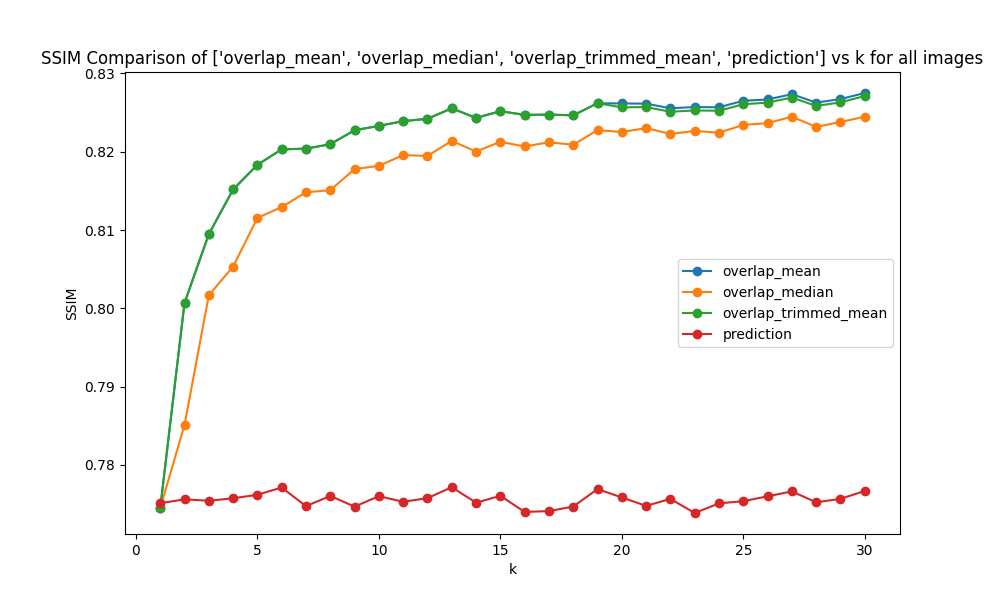 SSIM Comparison of ['overlap_mean', 'overlap_median', 'overlap_trimmed_mean', 'prediction'] vs k for all images
0.83
0.82
0.81
0.80
0.79
0.78
SSIM
overlap_mean
overlap_median
overlap_trimmed_mean
prediction
0 5 10 15 20 25 30
k